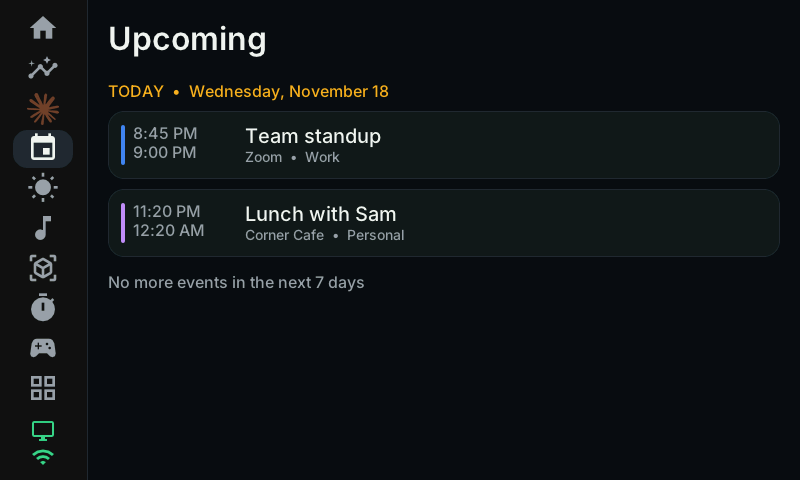 Upcoming
TODAY • Wednesday, November 18
8:45 PM
9:00 PM
Team standup
Zoom • Work
11:20 PM
12:20 AM
Lunch with Sam
Corner Cafe • Personal
No more events in the next 7 days